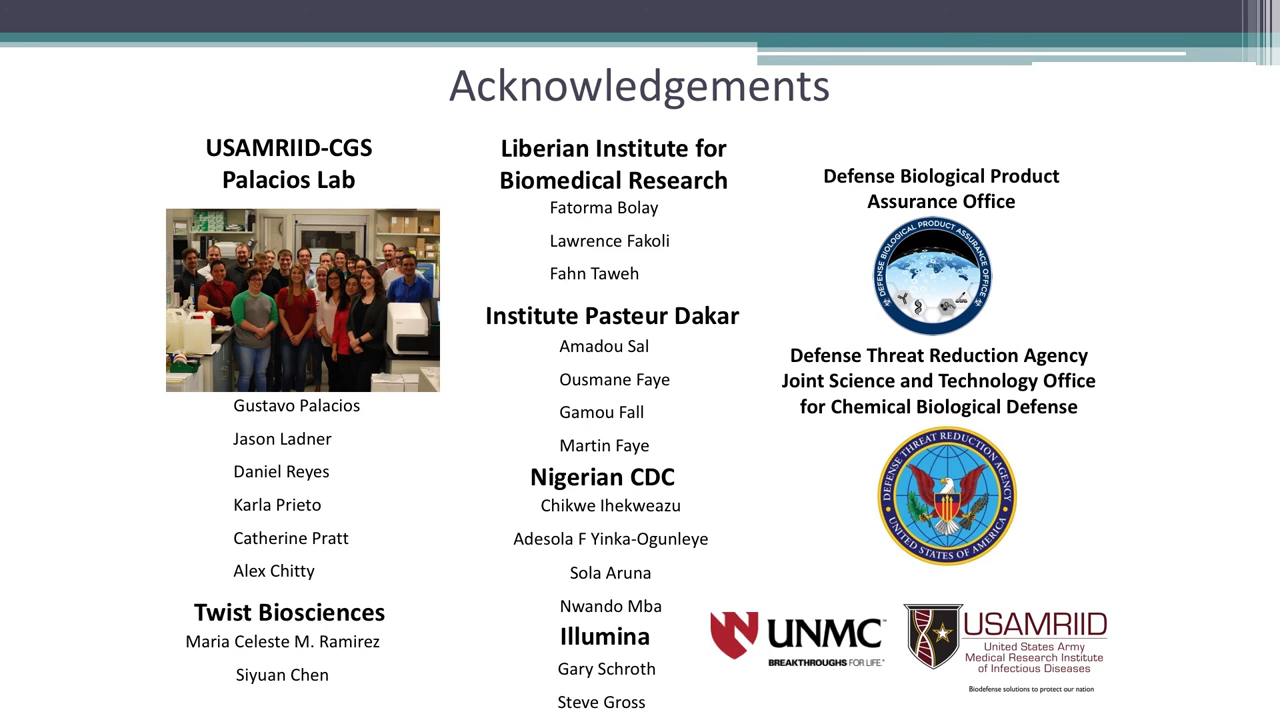 Acknowledgements
USAMRIID-CGS
Palacios Lab
Gustavo Palacios
Jason Ladner
Daniel Reyes
Karla Prieto
Catherine Pratt
Alex Chitty
Twist Biosciences
Maria Celeste M. Ramirez
Siyuan Chen
Liberian Institute for
Biomedical Research
Fatorma Bolay
Lawrence Fakoli
Fahn Taweh
Institute Pasteur Dakar
Amadou Sal
Ousmane Faye
Gamou Fall
Martin Faye
Nigerian CDC
Chikwe Ihekweazu
Adesola F Yinka-Ogunleye
Sola Aruna
Nwando Mba
Illumina
Gary Schroth
Steve Gross
Defense Biological Product
Assurance Office
DEFENSE BIOLOGICAL PRODUCT ASSURANCE OFFICE
Defense Threat Reduction Agency
Joint Science and Technology Office
for Chemical Biological Defense
DEFENSE THREAT REDUCTION AGENCY
UNITED STATES OF AMERICA
UNMC™
BREAKTHROUGHS FOR LIFE.®
USAMRIID
United States Army
Medical Research Institute
of Infectious Diseases
Biodefense solutions to protect our nation